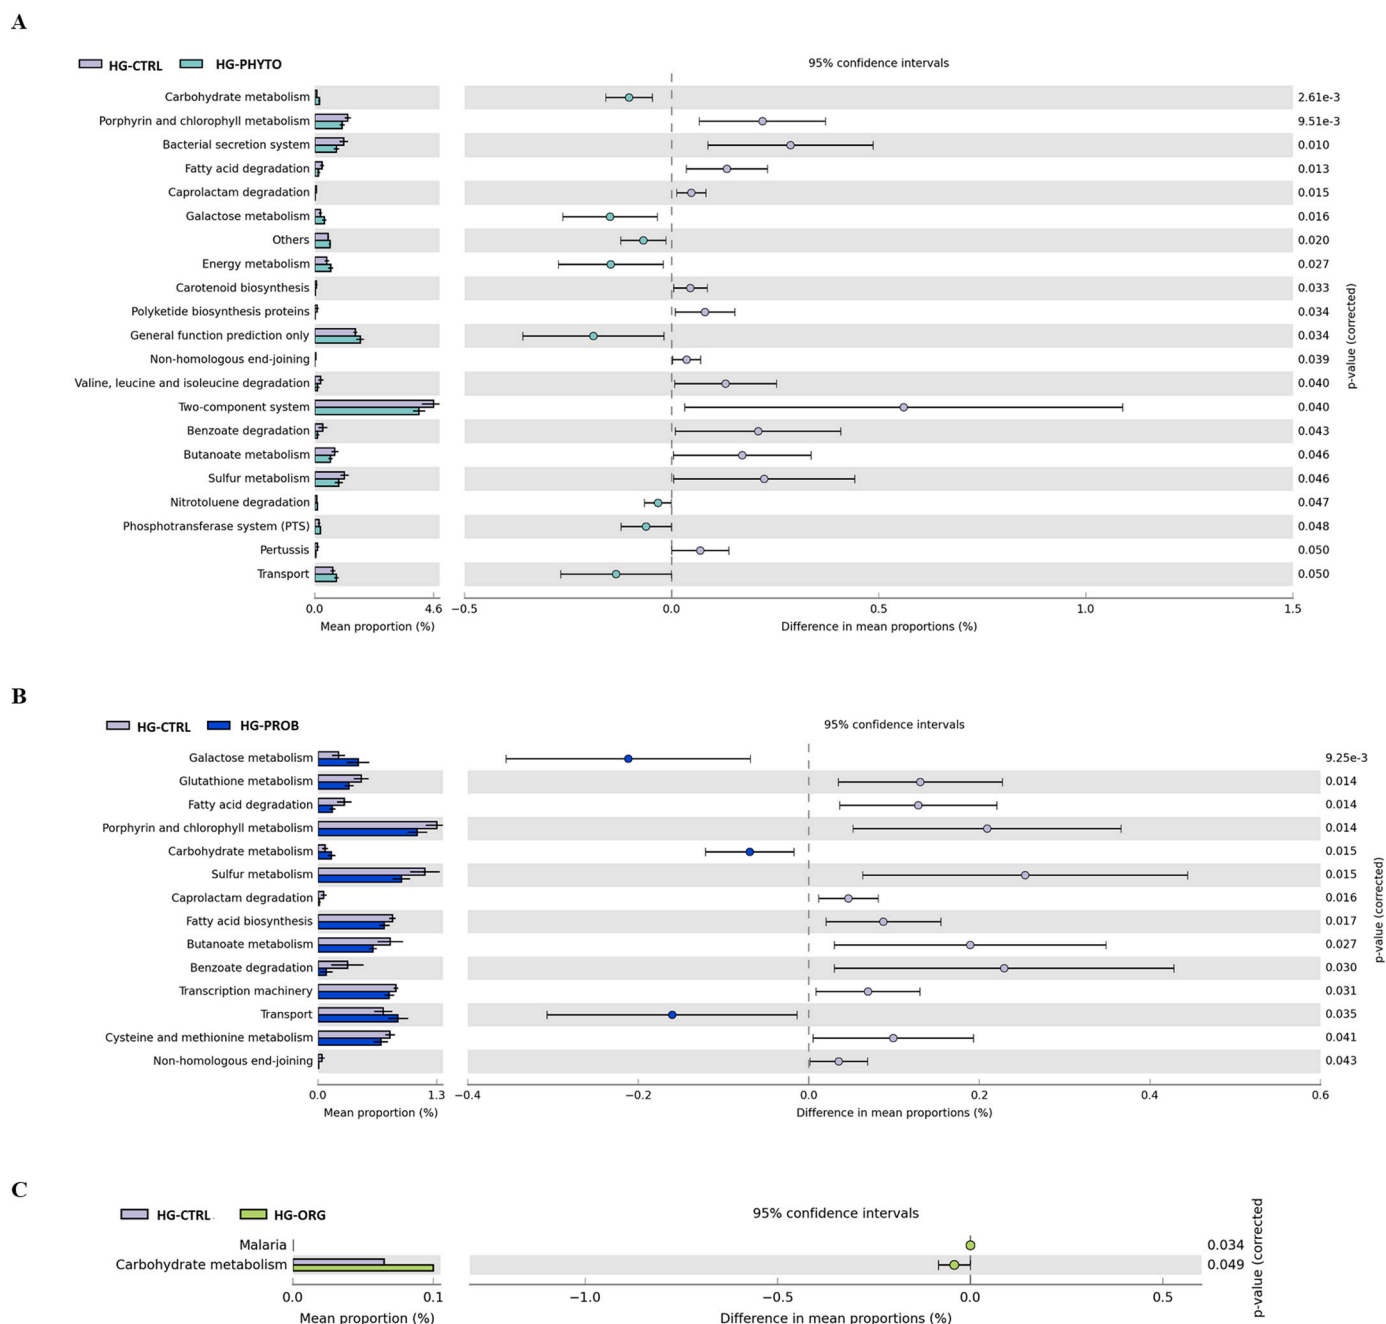 A
HG-CTRL HG-PHYTO 95% confidence intervals
Carbohydrate metabolism 2.61e-3
Porphyrin and chlorophyll metabolism 9.51e-3
Bacterial secretion system 0.010
Fatty acid degradation 0.013
Caprolactam degradation 0.015
Galactose metabolism 0.016
Others 0.020
Energy metabolism 0.027
Carotenoid biosynthesis 0.033
Polyketide biosynthesis proteins 0.034
General function prediction only 0.034
Non-homologous end-joining 0.039
Valine, leucine and isoleucine degradation 0.040
Two-component system 0.040
Benzoate degradation 0.043
Butanoate metabolism 0.046
Sulfur metabolism 0.046
Nitrotoluene degradation 0.047
Phosphotransferase system (PTS) 0.048
Pertussis 0.050
Transport 0.050
p-value (corrected)
0.0 4.6 −0.5 0.0 0.5 1.0 1.5
Mean proportion (%) Difference in mean proportions (%)
B
HG-CTRL HG-PROB 95% confidence intervals
Galactose metabolism 9.25e-3
Glutathione metabolism 0.014
Fatty acid degradation 0.014
Porphyrin and chlorophyll metabolism 0.014
Carbohydrate metabolism 0.015
Sulfur metabolism 0.015
Caprolactam degradation 0.016
Fatty acid biosynthesis 0.017
Butanoate metabolism 0.027
Benzoate degradation 0.030
Transcription machinery 0.031
Transport 0.035
Cysteine and methionine metabolism 0.041
Non-homologous end-joining 0.043
p-value (corrected)
0.0 1.3 −0.4 −0.2 0.0 0.2 0.4 0.6
Mean proportion (%) Difference in mean proportions (%)
C
HG-CTRL HG-ORG 95% confidence intervals
Malaria 0.034
Carbohydrate metabolism 0.049
p-value (corrected
0.0 0.1 −1.0 −0.5 0.0 0.5
Mean proportion (%) Difference in mean proportions (%)